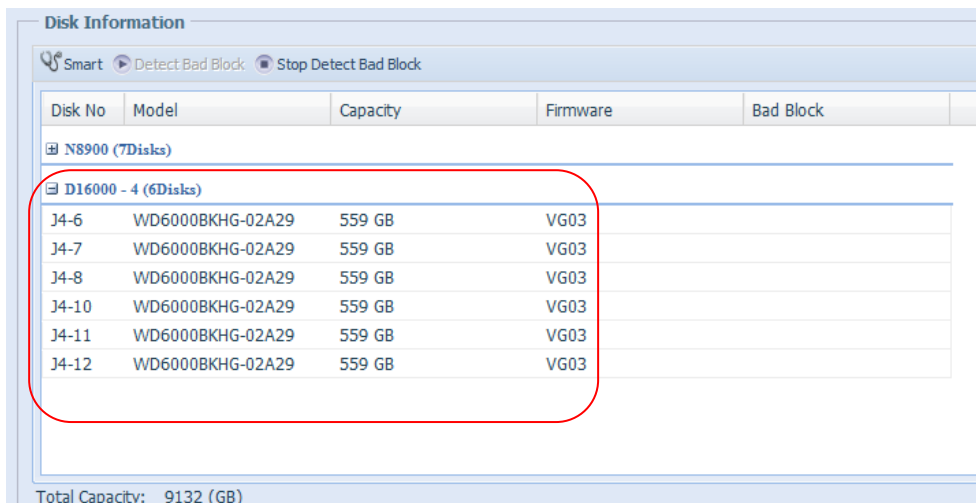 Disk Information
Smart Detect Bad Block Stop Detect Bad Block
Disk No Model Capacity Firmware Bad Block
N8900 (7Disks)
D16000 - 4 (6Disks)
J4-6 WD6000BKHG-02A29 559 GB VG03
J4-7 WD6000BKHG-02A29 559 GB VG03
J4-8 WD6000BKHG-02A29 559 GB VG03
J4-10 WD6000BKHG-02A29 559 GB VG03
J4-11 WD6000BKHG-02A29 559 GB VG03
J4-12 WD6000BKHG-02A29 559 GB VG03
Total Capacity: 9132 (GB)